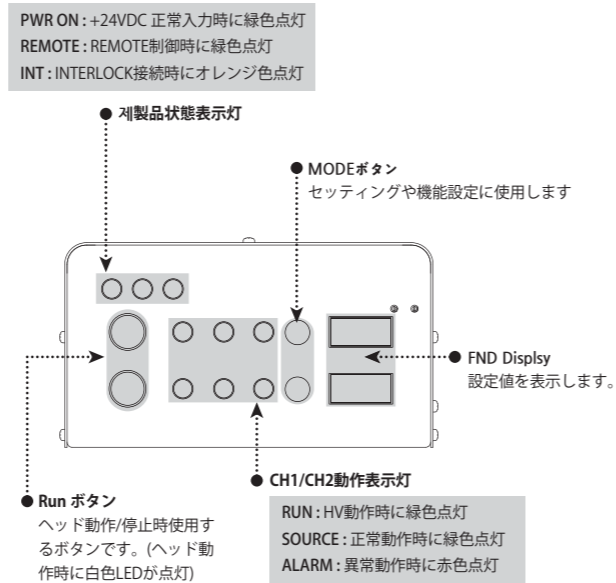 PWR ON : +24VDC 正常入力時に緑色点灯
REMOTE : REMOTE制御時に緑色点灯
INT : INTERLOCK接続時にオレンジ色点灯
제製品状態表示灯
MODEボタン
セッティングや機能設定に使用します
FND Displsy
設定値を表示します。
CH1/CH2動作表示灯
RUN : HV動作時に緑色点灯
SOURCE : 正常動作時に緑色点灯
ALARM : 異常動作時に赤色点灯
Run ボタン
ヘッド動作/停止時使用す
るボタンです。(ヘッド動
作時に白色LEDが点灯)